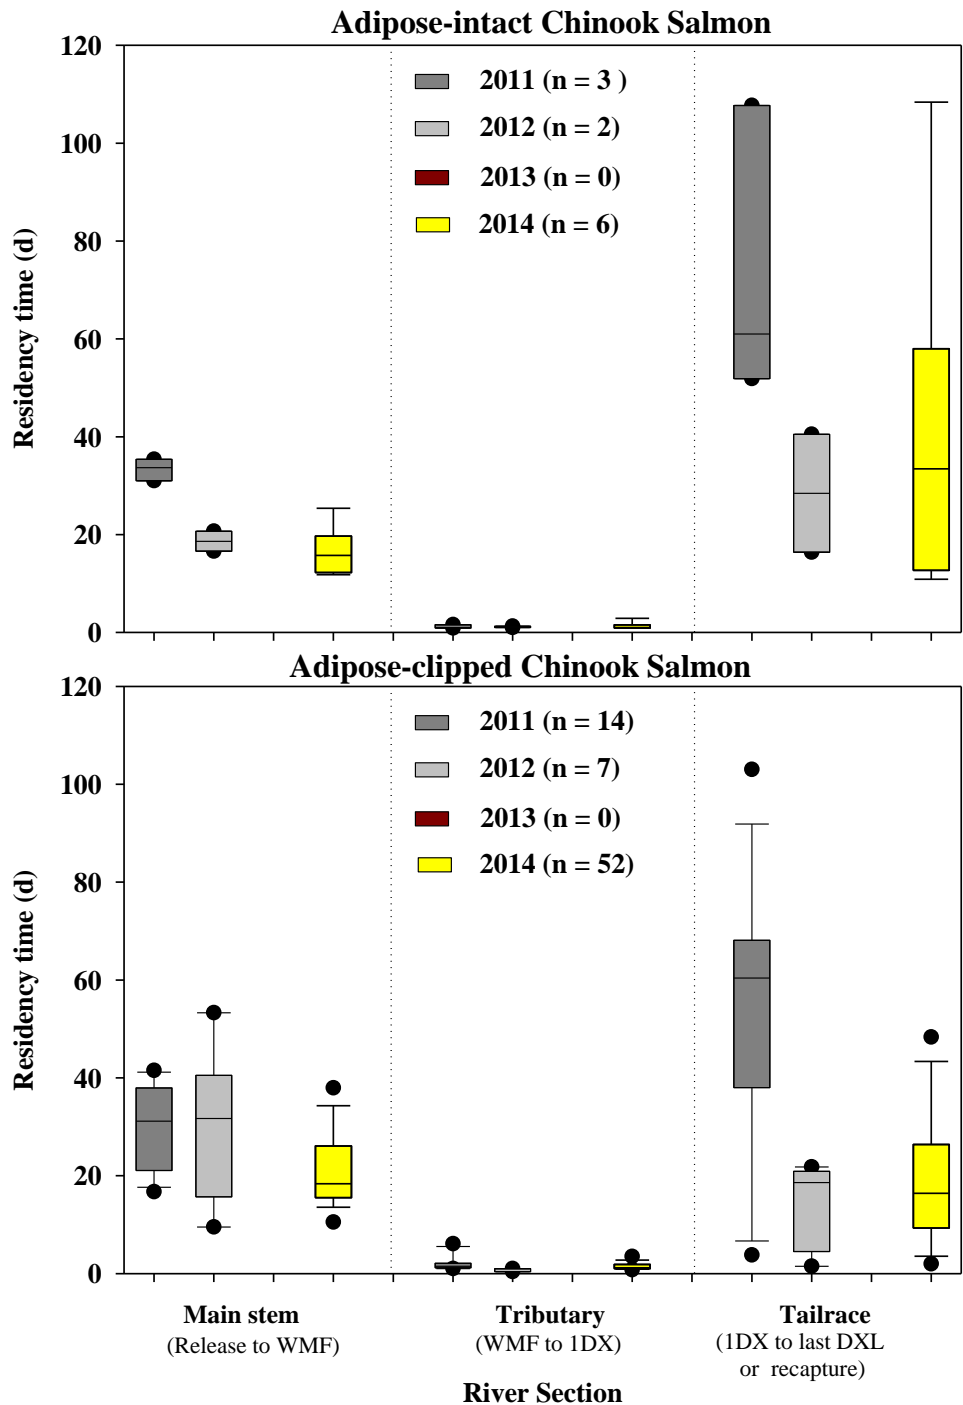 Adipose-intact Chinook Salmon
120
100
80
60
40
20
0
Residency time (d)
2011 (n = 3 )
2012 (n = 2)
2013 (n = 0)
2014 (n = 6)
Adipose-clipped Chinook Salmon
120
100
80
60
40
20
0
Residency time (d)
2011 (n = 14)
2012 (n = 7)
2013 (n = 0)
2014 (n = 52)
Main stem
(Release to WMF)
Tributary
(WMF to 1DX)
Tailrace
(1DX to last DXL
or recapture)
River Section